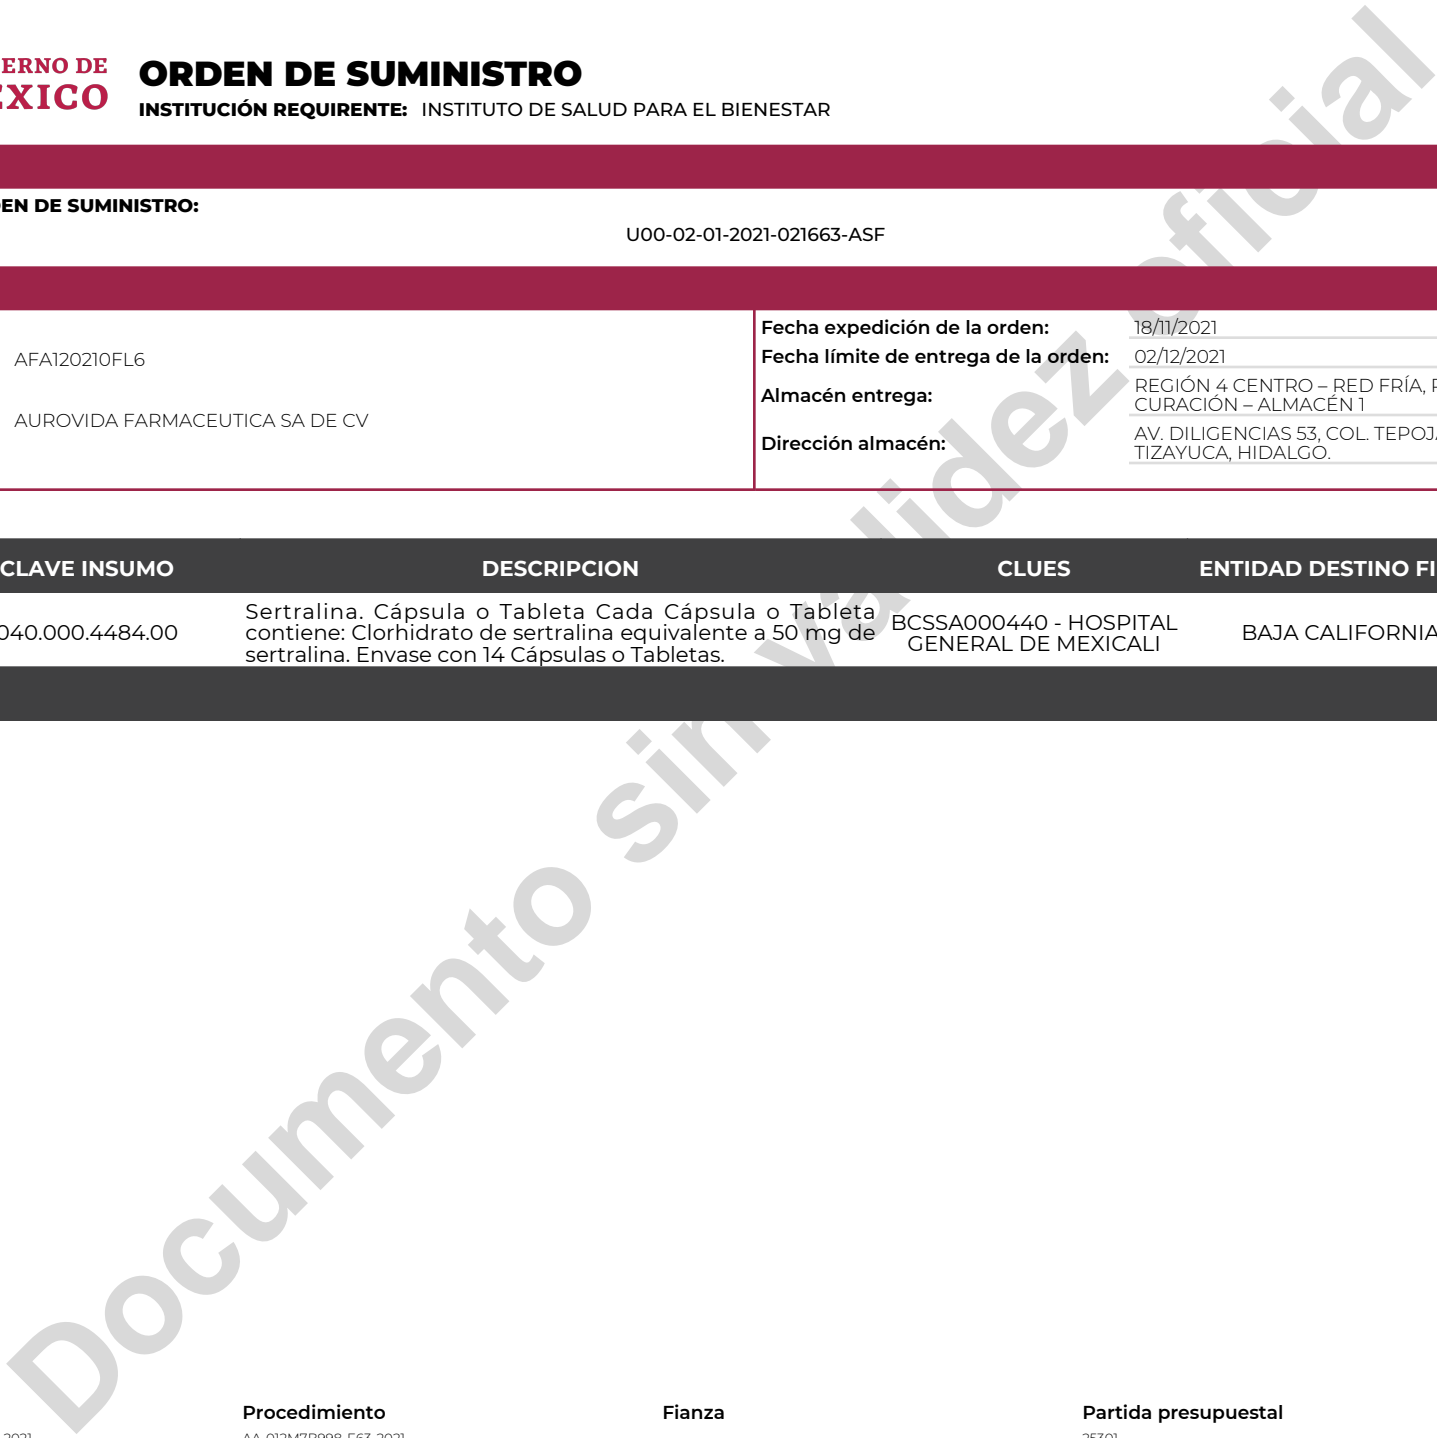 ERNO DE
ÉXICO
ORDEN DE SUMINISTRO
INSTITUCIÓN REQUIRENTE: INSTITUTO DE SALUD PARA EL BIENESTAR
EN DE SUMINISTRO:
U00-02-01-2021-021663-ASF
AFA120210FL6
AUROVIDA FARMACEUTICA SA DE CV
Fecha expedición de la orden: 18/11/2021
Fecha límite de entrega de la orden: 02/12/2021
Almacén entrega: REGIÓN 4 CENTRO – RED FRÍA,
CURACIÓN – ALMACÉN 1
Dirección almacén: AV. DILIGENCIAS 53, COL. TEPOJA
TIZAYUCA, HIDALGO.
CLAVE INSUMO DESCRIPCION CLUES ENTIDAD DESTINO FI
040.000.4484.00
Sertralina. Cápsula o Tableta Cada Cápsula o Tableta
contiene: Clorhidrato de sertralina equivalente a 50 mg de
sertralina. Envase con 14 Cápsulas o Tabletas.
BCSSA000440 - HOSPITAL
GENERAL DE MEXICALI
BAJA CALIFORNIA
Documento sin validez oficial
Procedimiento Fianza Partida presupuestal